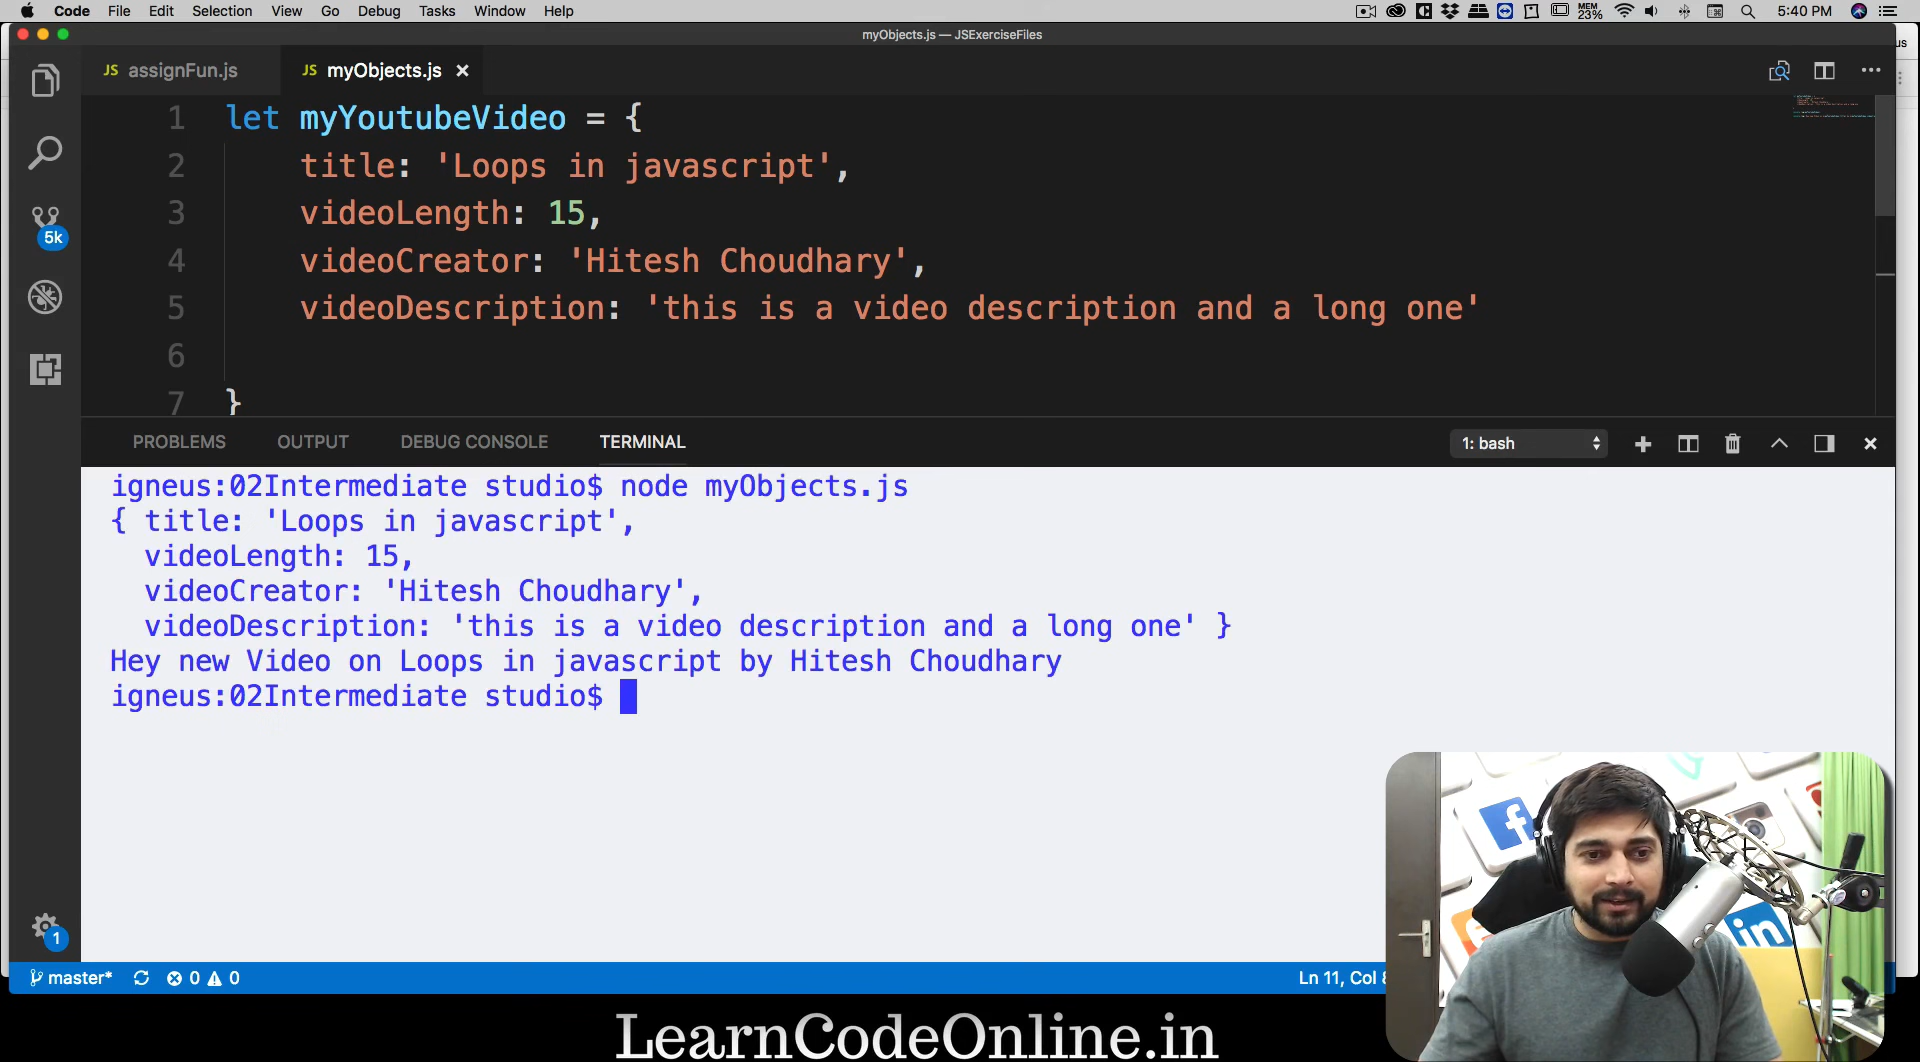 Code File Edit Selection View Go Debug Tasks Window Help MEM 23% 5:40 PM
myObjects.js — JSExerciseFiles
JS assignFun.js JS myObjects.js
1 let myYoutubeVideo = {
2 title: 'Loops in javascript',
3 videoLength: 15,
4 videoCreator: 'Hitesh Choudhary',
5 videoDescription: 'this is a video description and a long one'
6
7 }
5k
PROBLEMS OUTPUT DEBUG CONSOLE TERMINAL 1: bash
igneus:02Intermediate studio$ node myObjects.js
{ title: 'Loops in javascript',
videoLength: 15,
videoCreator: 'Hitesh Choudhary',
videoDescription: 'this is a video description and a long one' }
Hey new Video on Loops in javascript by Hitesh Choudhary
igneus:02Intermediate studio$
1
master* 0 0 Ln 11, Col
LearnCodeOnline.in